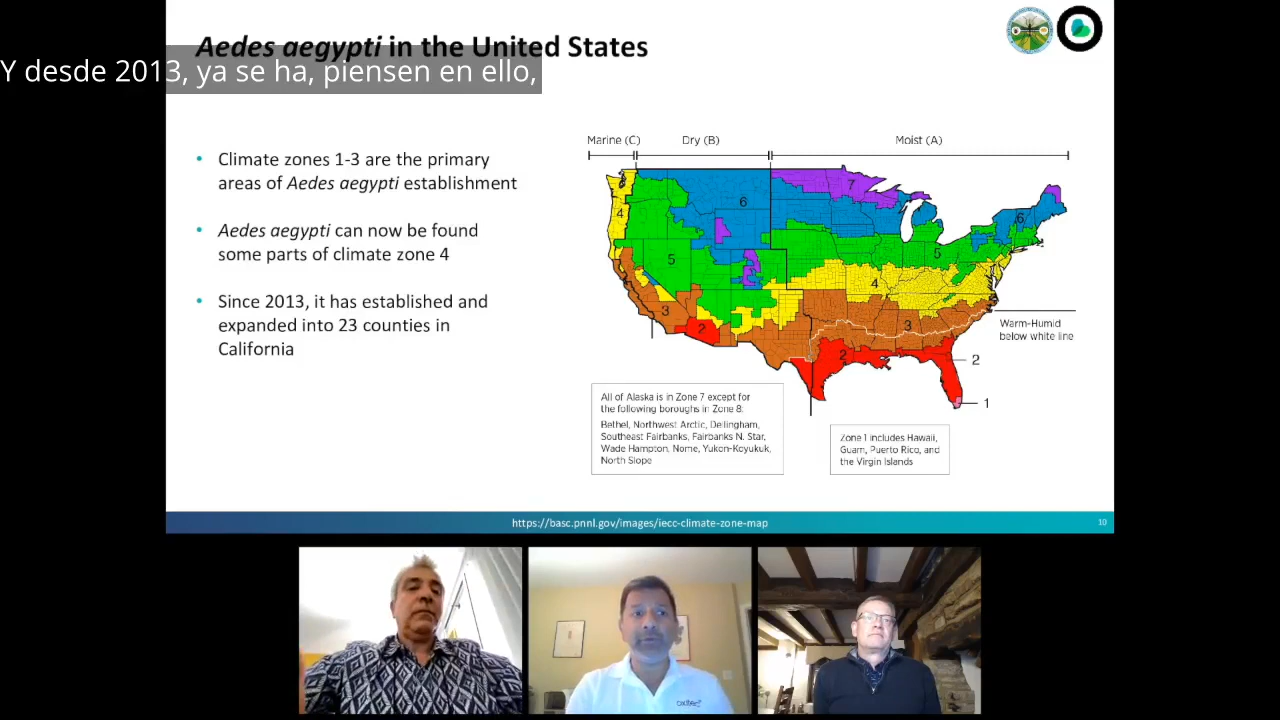 Aedes aegypti in the United States
Y desde 2013, ya se ha, piensen en ello,
• Climate zones 1-3 are the primary
areas of Aedes aegypti establishment
• Aedes aegypti can now be found
some parts of climate zone 4
• Since 2013, it has established and
expanded into 23 counties in
California
Marine (C)
Dry (B)
Moist (A)
7
6
6
4
5
5
4
3
3
2
2
2
1
Warm-Humid
below white line
All of Alaska is in Zone 7 except for
the following boroughs in Zone 8:
Bethel, Northwest Arctic, Dellingham,
Southeast Fairbanks, Fairbanks N. Star,
Wade Hampton, Nome, Yukon-Koyukuk,
North Slope
Zone 1 includes Hawaii,
Guam, Puerto Rico, and
the Virgin Islands
https://basc.pnnl.gov/images/iecc-climate-zone-map
10
oxitec